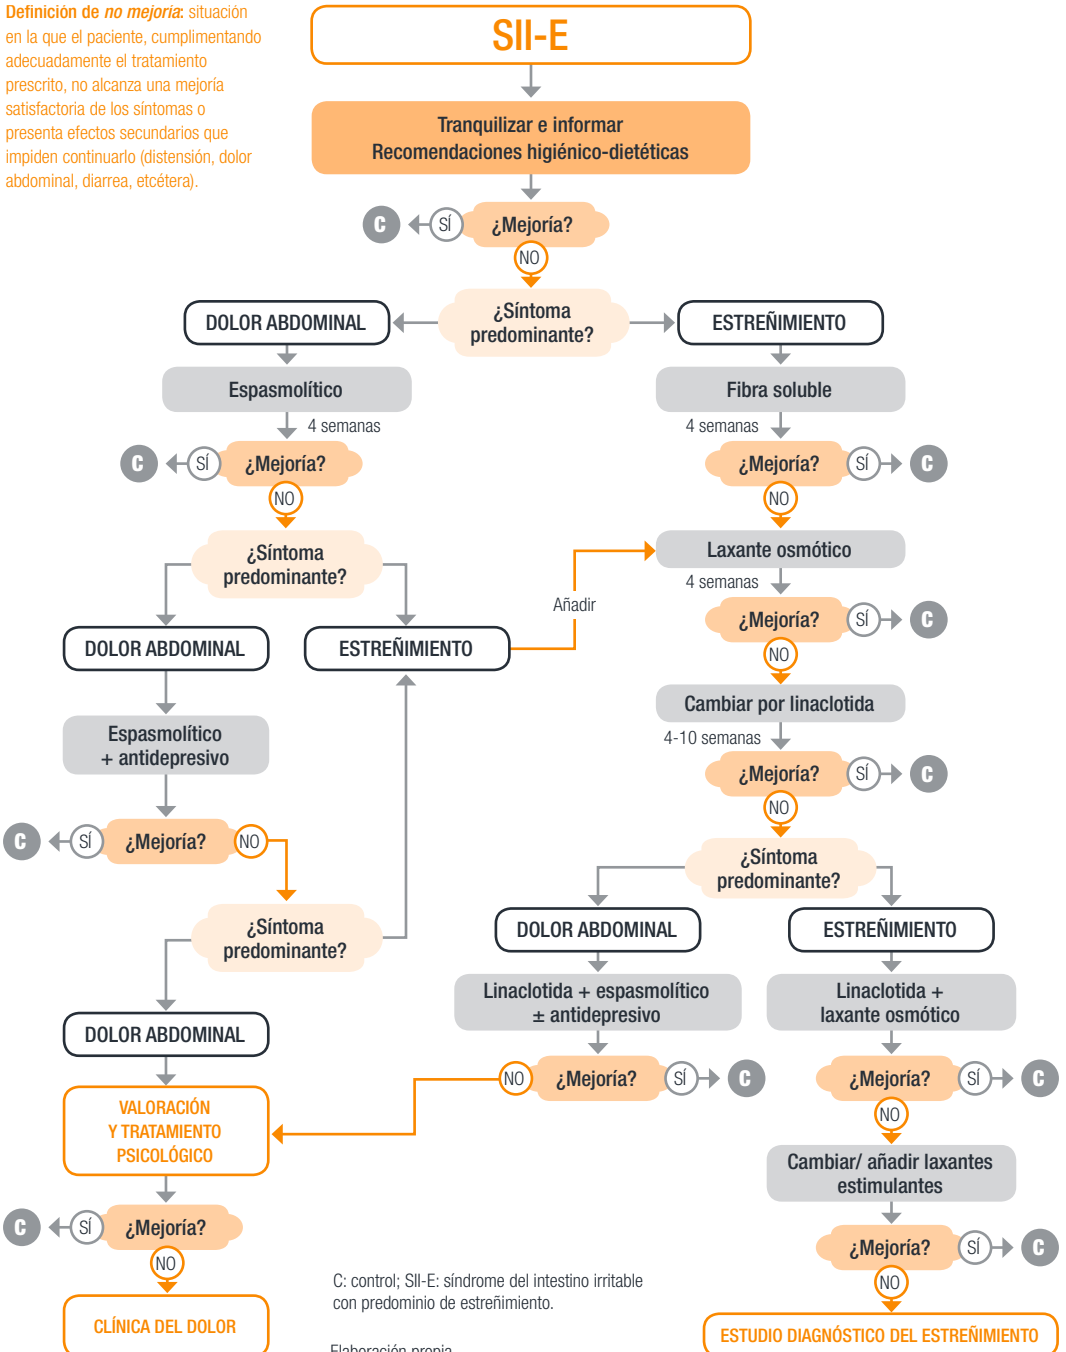 Definición de no mejoría: situación
en la que el paciente, cumplimentando
adecuadamente el tratamiento
prescrito, no alcanza una mejoría
satisfactoria de los síntomas o
presenta efectos secundarios que
impiden continuarlo (distensión, dolor
abdominal, diarrea, etcétera).
SII-E
Tranquilizar e informar
Recomendaciones higiénico-dietéticas
C
SÍ
¿Mejoría?
NO
¿Síntoma
predominante?
DOLOR ABDOMINAL
ESTREÑIMIENTO
Espasmolítico
Fibra soluble
4 semanas
4 semanas
C
SÍ
¿Mejoría?
¿Mejoría?
SÍ
C
NO
NO
¿Síntoma
predominante?
Laxante osmótico
4 semanas
Añadir
¿Mejoría?
SÍ
C
NO
DOLOR ABDOMINAL
ESTREÑIMIENTO
Cambiar por linaclotida
4-10 semanas
Espasmolítico
+ antidepresivo
¿Mejoría?
SÍ
C
NO
C
SÍ
¿Mejoría?
NO
¿Síntoma
predominante?
¿Síntoma
predominante?
DOLOR ABDOMINAL
ESTREÑIMIENTO
Linaclotida + espasmolítico
± antidepresivo
Linaclotida +
laxante osmótico
DOLOR ABDOMINAL
NO
¿Mejoría?
SÍ
C
¿Mejoría?
SÍ
C
NO
VALORACIÓN
Y TRATAMIENTO
PSICOLÓGICO
Cambiar/ añadir laxantes
estimulantes
C
SÍ
¿Mejoría?
NO
¿Mejoría?
SÍ
C
NO
CLÍNICA DEL DOLOR
ESTUDIO DIAGNÓSTICO DEL ESTREÑIMIENTO
C: control; SII-E: síndrome del intestino irritable
con predominio de estreñimiento.
Elaboración propia